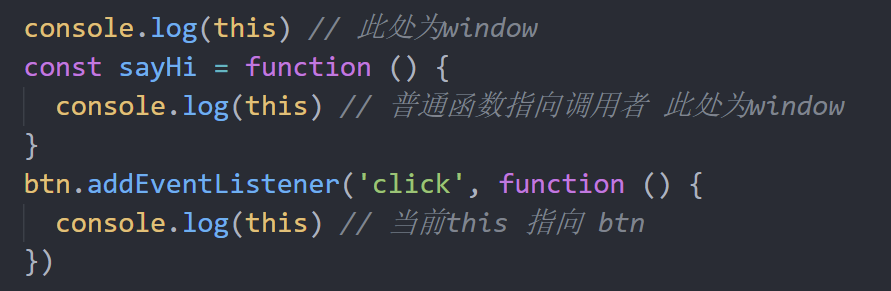 console.log(this) // 此处为window
const sayHi = function () {
  console.log(this) // 普通函数指向调用者 此处为window
}
btn.addEventListener('click', function () {
  console.log(this) // 当前this 指向 btn
})